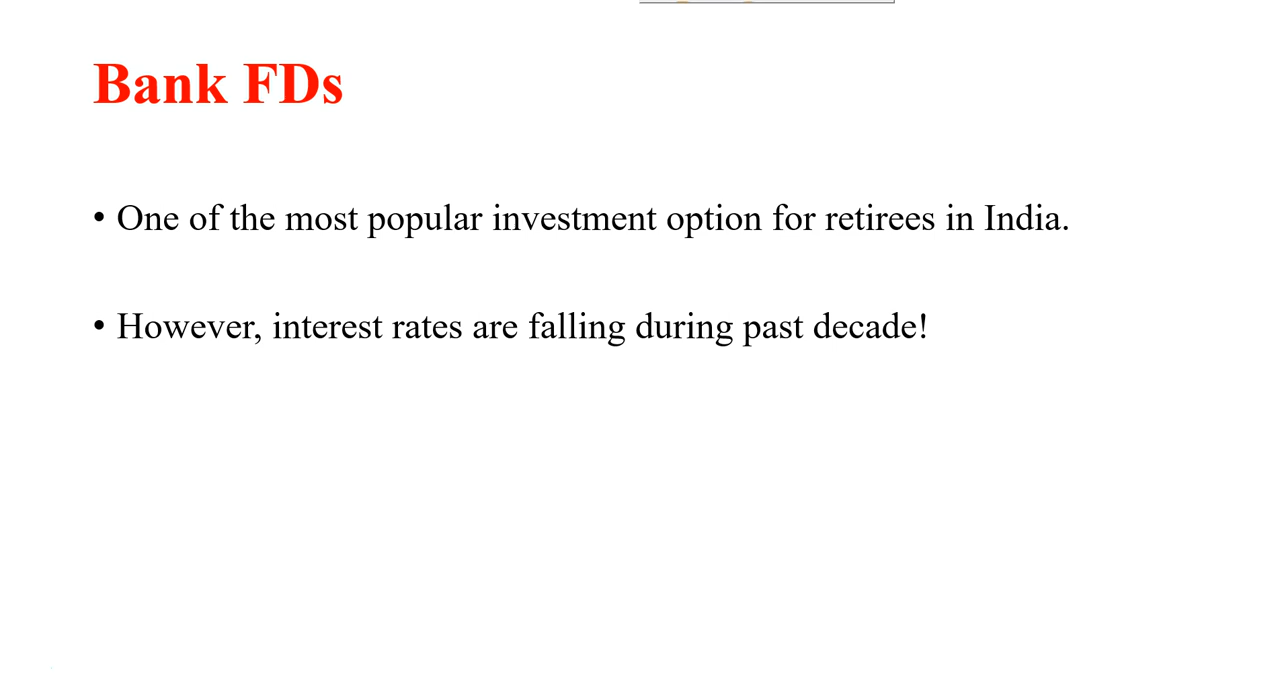 Bank FDs
• One of the most popular investment option for retirees in India.
• However, interest rates are falling during past decade!